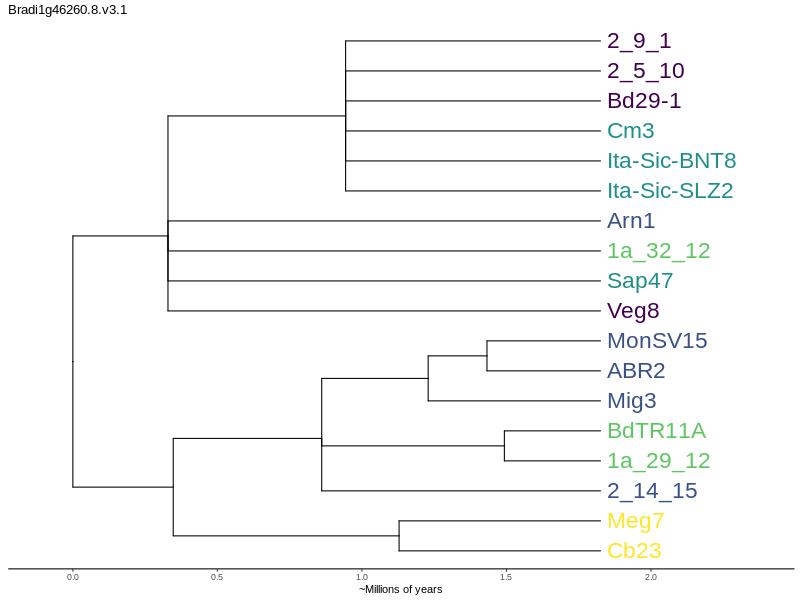 Bradi1g46260.8.v3.1
2_9_1
2_5_10
Bd29-1
Cm3
Ita-Sic-BNT8
Ita-Sic-SLZ2
Arn1
1a_32_12
Sap47
Veg8
MonSV15
ABR2
Mig3
BdTR11A
1a_29_12
2_14_15
Meg7
Cb23
0.0 0.5 1.0 1.5 2.0
~Millions of years